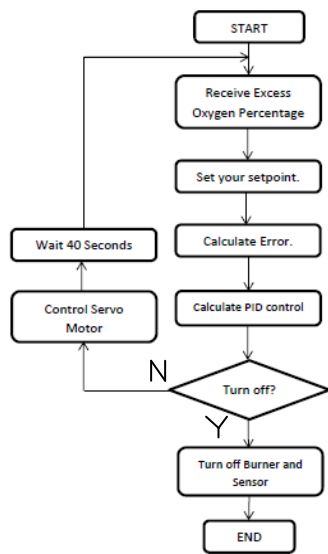 START
Receive Excess
Oxygen Percentage
Set your setpoint.
Calculate Error.
Wait 40 Seconds
Calculate PID control
Control Servo
Motor
N
Turn off?
Y
Turn off Burner and
Sensor
END